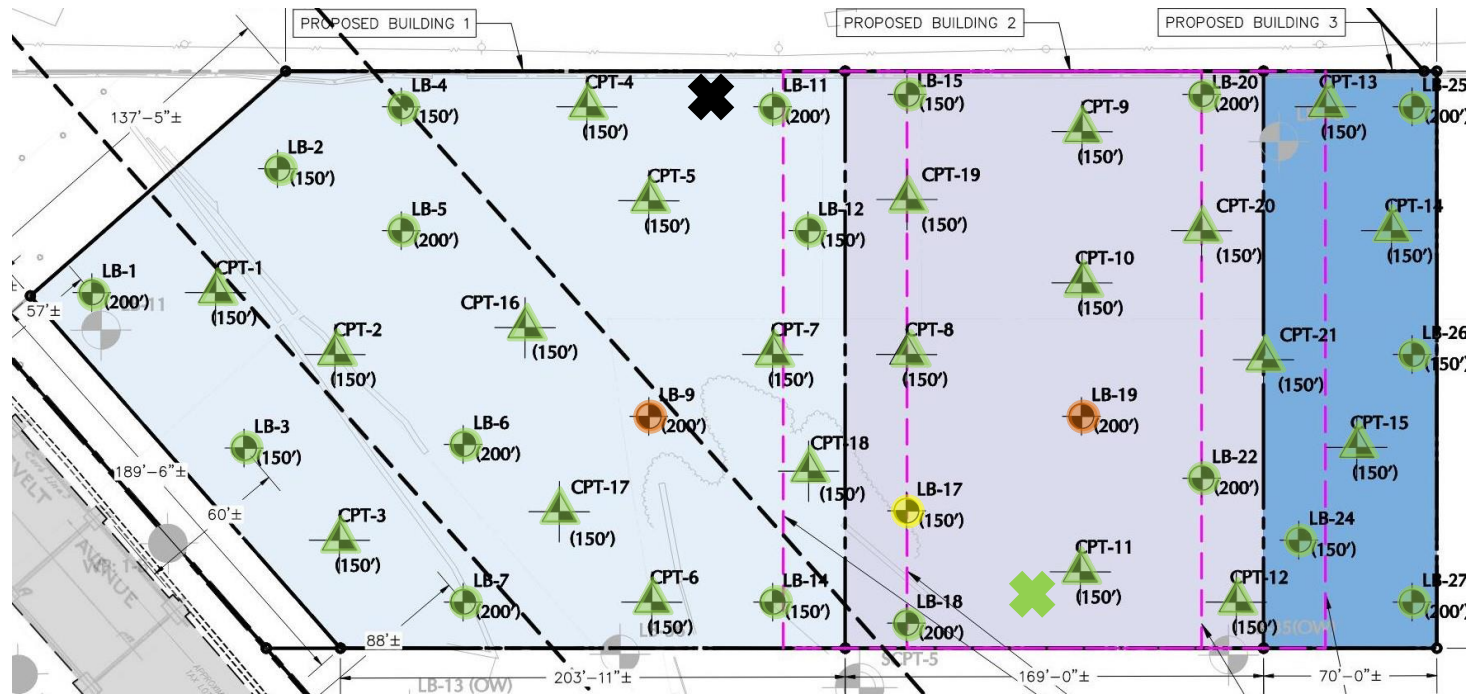 PROPOSED BUILDING 1
PROPOSED BUILDING 2
PROPOSED BUILDING 3
137'-5"±
LB-4
(150')
CPT-4
(150')
LB-11
(200')
LB-15
(150')
CPT-9
(150')
LB-20
(200')
CPT-13
(150')
LB-25
(200')
LB-2
(150')
CPT-5
(150')
CPT-19
(150')
LB-5
(200')
LB-12
(150')
CPT-20
(150')
CPT-14
(150')
LB-1
(200')
57'±
CPT-1
(150')
CPT-16
(150')
CPT-10
(150')
CPT-2
(150')
CPT-7
(150')
CPT-8
(150')
CPT-21
(150')
LB-26
(150')
LB-9
(200')
LB-19
(200')
LB-3
(150')
LB-6
(200')
CPT-18
(150')
CPT-15
(150')
189'-6"±
60'±
CPT-17
(150')
LB-17
(150')
LB-22
(200')
CPT-3
(150')
LB-24
(150')
AVENUE
LB-7
(200')
CPT-6
(150')
LB-14
(150')
LB-18
(200')
CPT-11
(150')
CPT-12
(150')
LB-27
(200')
88'±
SCPT-5
LB-13 (OW)
203'-11"±
169'-0"±
70'-0"±